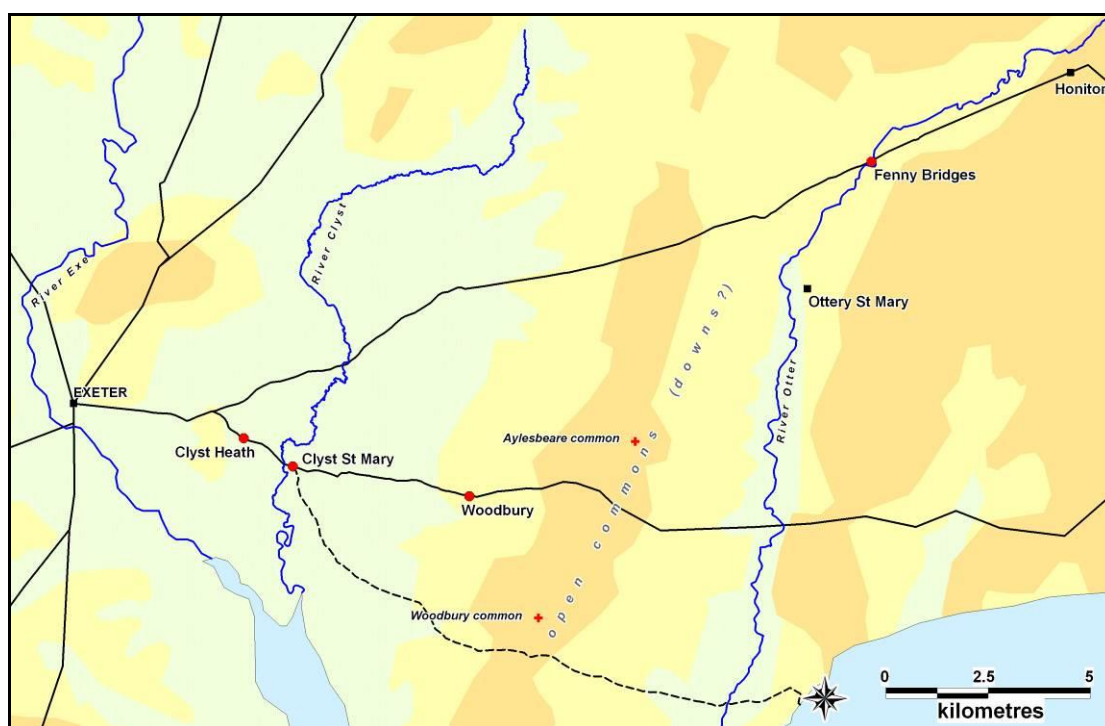 Honiton
Fenny Bridges
River Clyst
River Exe
Ottery St Mary
(downs?)
River Otter
EXETER
Aylesbeare common
Clyst Heath
Clyst St Mary
open commons
Woodbury
Woodbury common
0 2.5 5
kilometres